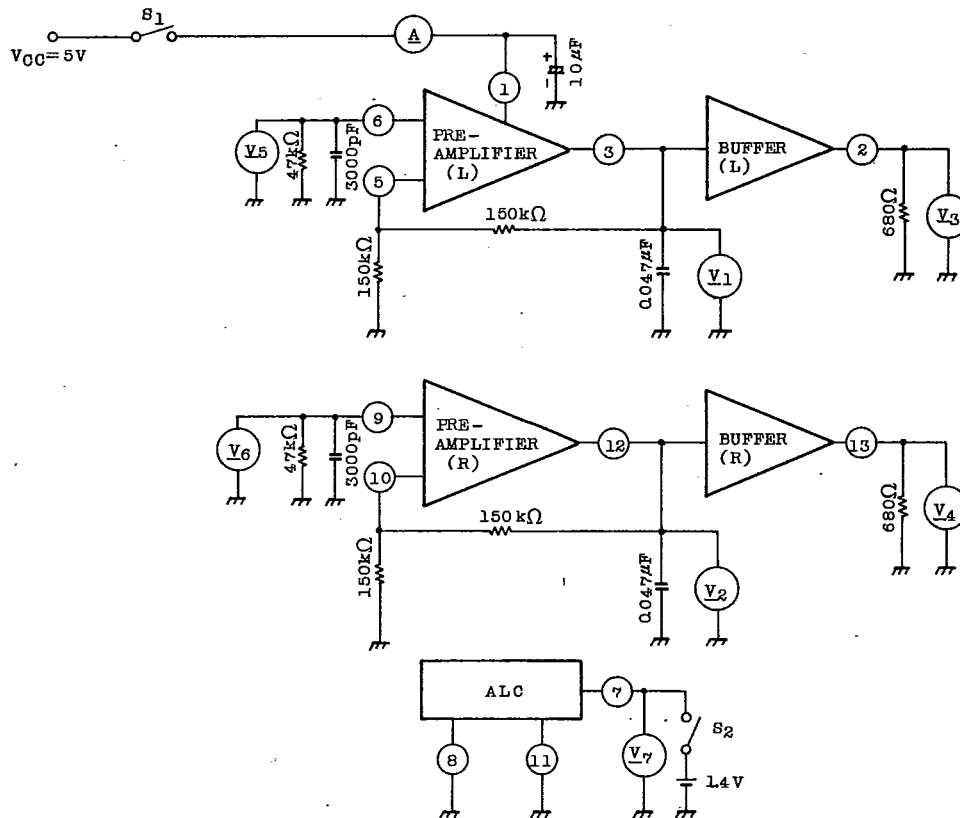 S1
VCC=5V
A
1
10μF
+
-
6
PRE-
AMPLIFIER
(L)
3
BUFFER
(L)
2
V5
47kΩ
3000pF
5
150kΩ
150kΩ
0.047μF
V1
680Ω
V3
9
PRE-
AMPLIFIER
(R)
12
BUFFER
(R)
13
V6
47kΩ
3000pF
10
150kΩ
150kΩ
0.047μF
V2
680Ω
V4
ALC
7
8
11
V7
S2
1.4V